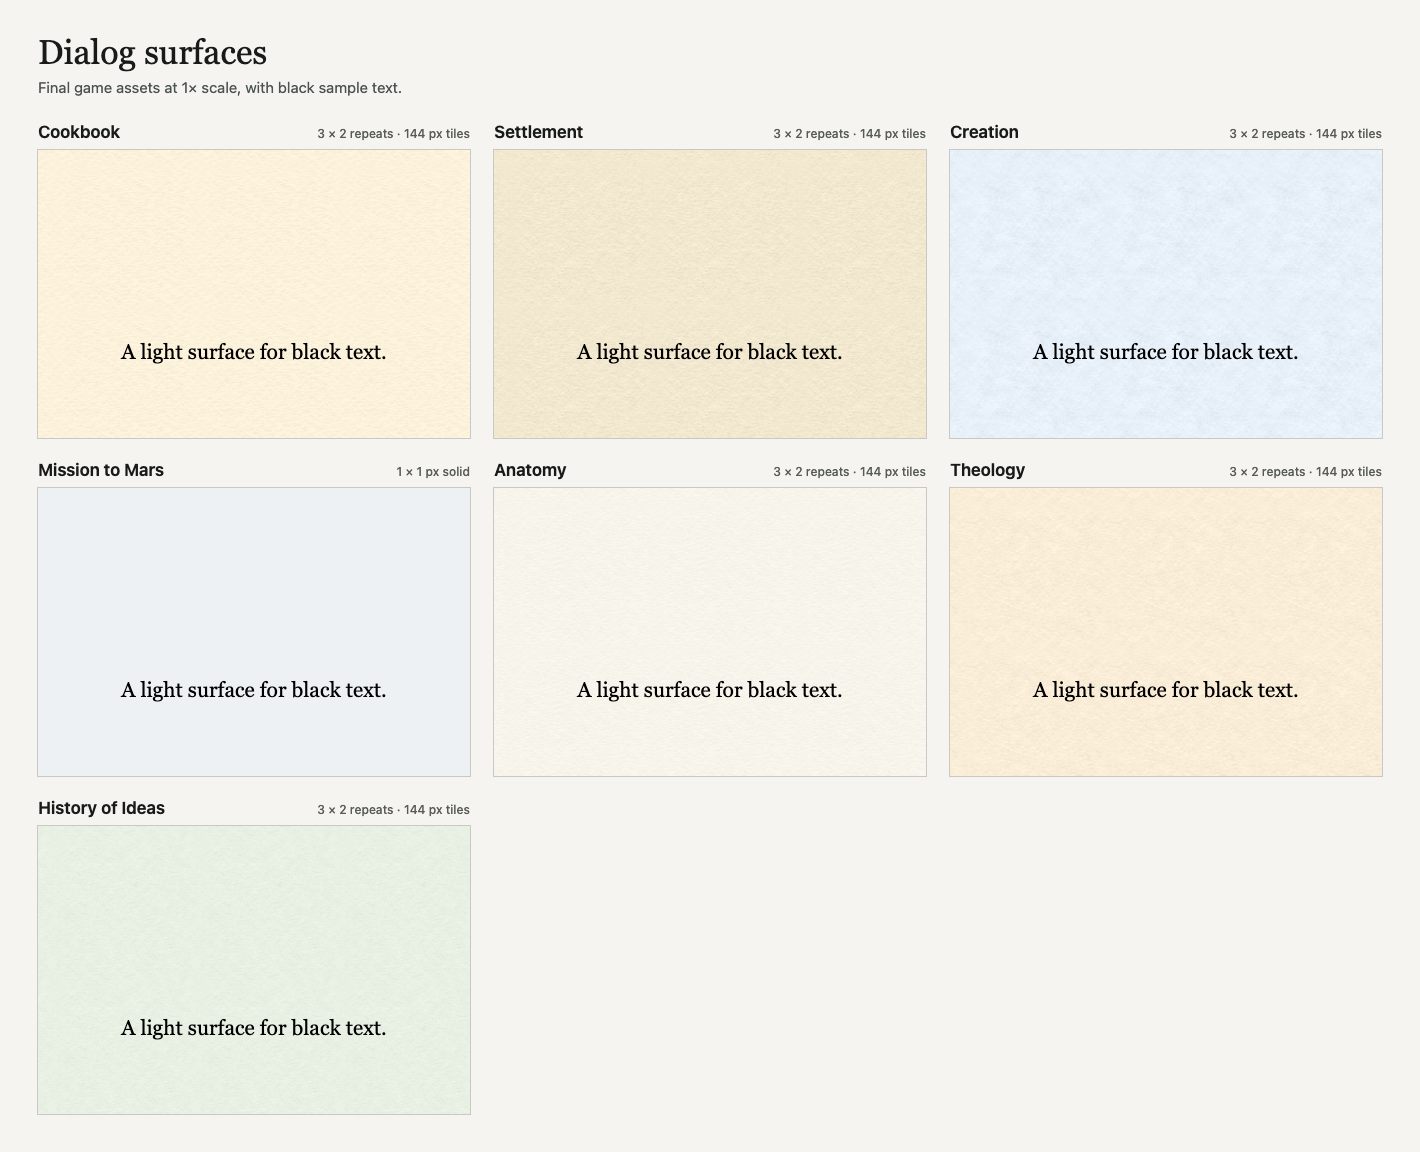 Dialog surfaces
Final game assets at 1× scale, with black sample text.
Cookbook
3 × 2 repeats · 144 px tiles
A light surface for black text.
Settlement
3 × 2 repeats · 144 px tiles
A light surface for black text.
Creation
3 × 2 repeats · 144 px tiles
A light surface for black text.
Mission to Mars
1 × 1 px solid
A light surface for black text.
Anatomy
3 × 2 repeats · 144 px tiles
A light surface for black text.
Theology
3 × 2 repeats · 144 px tiles
A light surface for black text.
History of Ideas
3 × 2 repeats · 144 px tiles
A light surface for black text.